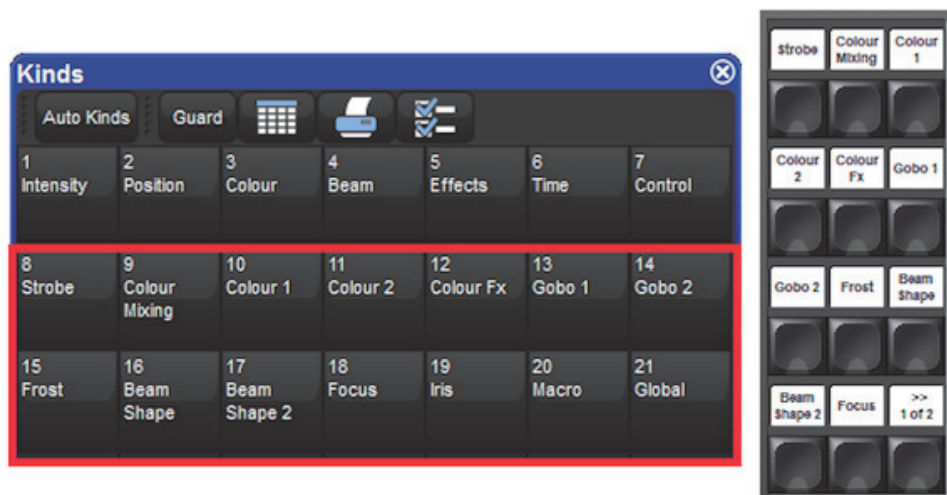 Kinds
Auto Kinds Guard
1 2 3 4 5 6 7
Intensity Position Colour Beam Effects Time Control
8 9 10 11 12 13 14
Strobe Colour Colour 1 Colour 2 Colour Fx Gobo 1 Gobo 2
Mixing
15 16 17 18 19 20 21
Frost Beam Beam Focus Iris Macro Global
Shape Shape 2
Strobe Colour Colour
Mixing 1
Colour Colour Gobo 1
2 Fx
Gobo 2 Frost Beam
Shape
Beam Focus >>
Shape 2 1 of 2